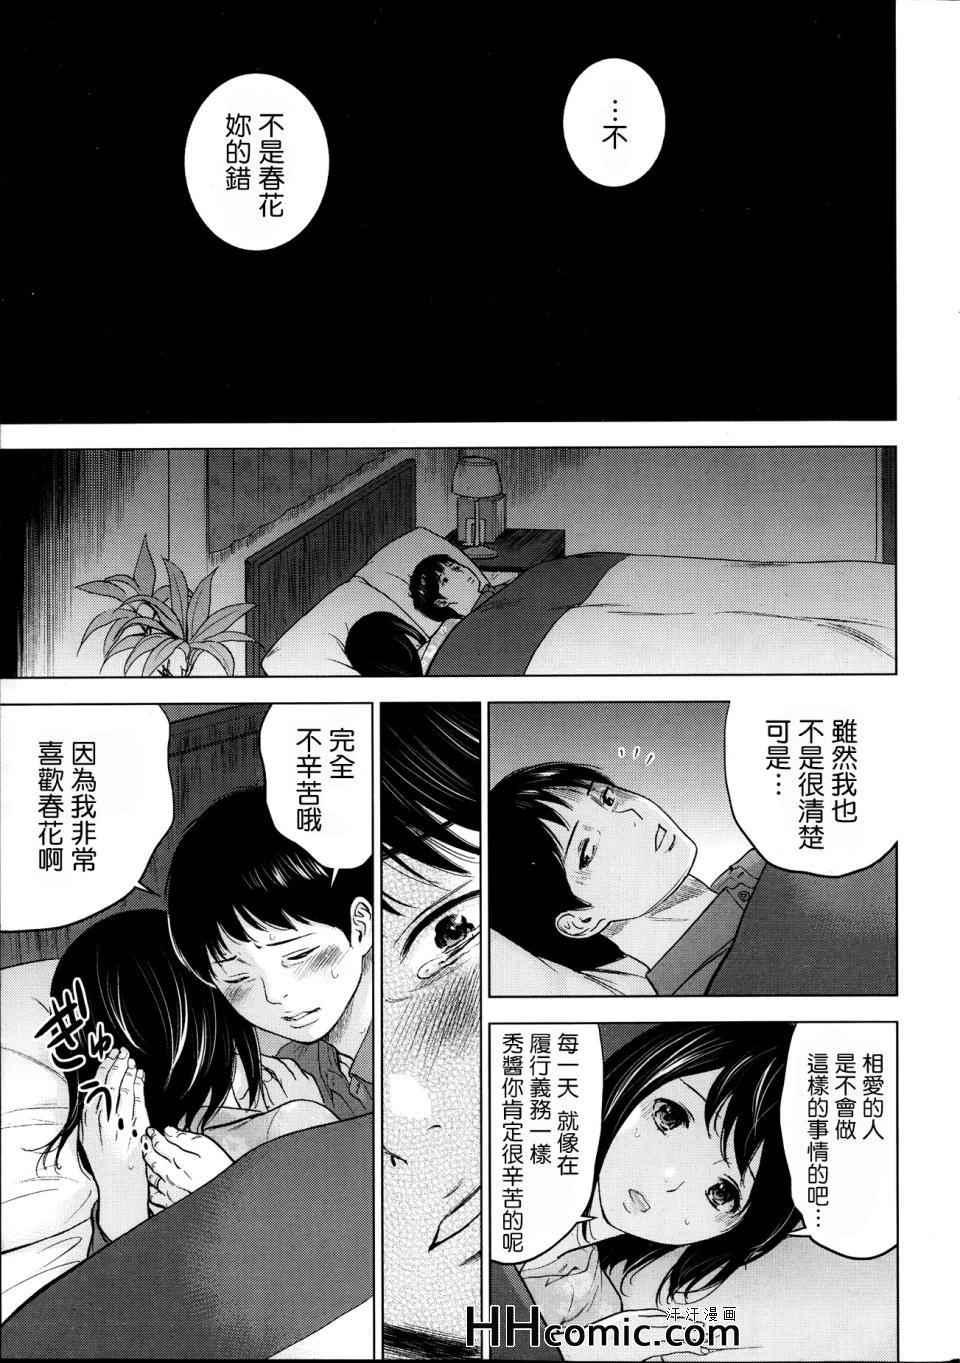 …不
不是春花
妳的錯
雖然我也
不是很清楚
可是…
相愛的人
是不會做
這樣的事情的吧…
每一天 就像在
履行義務一樣
秀醬你肯定很辛苦的呢
完全
不辛苦哦
因為我非常
喜歡春花啊
ぎゅう
汗汗漫画
HHcomic.com